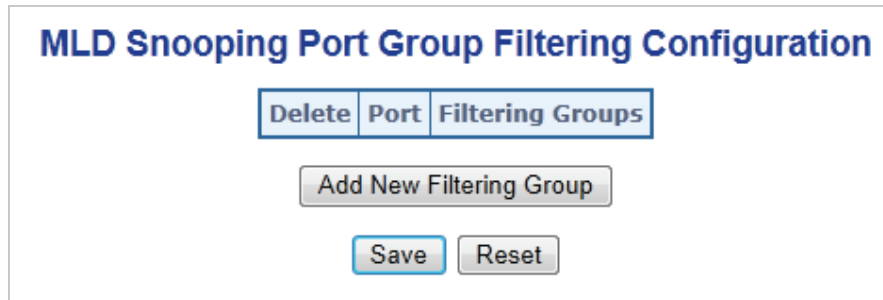 MLD Snooping Port Group Filtering Configuration
Delete Port Filtering Groups
Add New Filtering Group
Save Reset